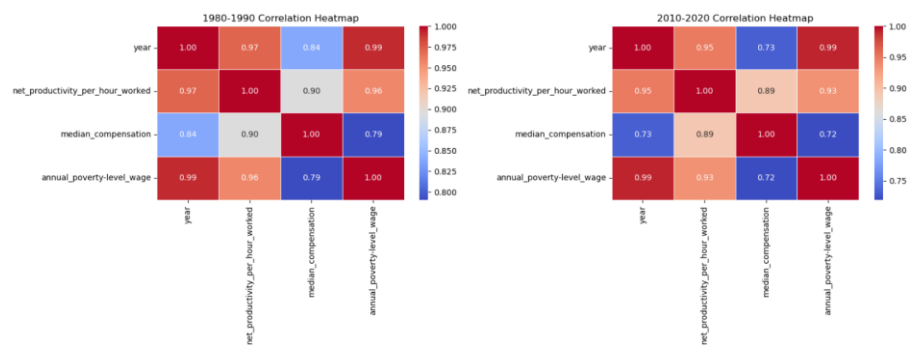 1980-1990 Correlation Heatmap
year 1.00 0.97 0.84 0.99
net_productivity_per_hour_worked 0.97 1.00 0.90 0.96
median_compensation 0.84 0.90 1.00 0.79
annual_poverty-level_wage 0.99 0.96 0.79 1.00
year
net_productivity_per_hour_worked
median_compensation
annual_poverty-level_wage
1.000
0.975
0.950
0.925
0.900
0.875
0.850
0.825
0.800
2010-2020 Correlation Heatmap
year 1.00 0.95 0.73 0.99
net_productivity_per_hour_worked 0.95 1.00 0.89 0.93
median_compensation 0.73 0.89 1.00 0.72
annual_poverty-level_wage 0.99 0.93 0.72 1.00
year
net_productivity_per_hour_worked
median_compensation
annual_poverty-level_wage
1.00
0.95
0.90
0.85
0.80
0.75